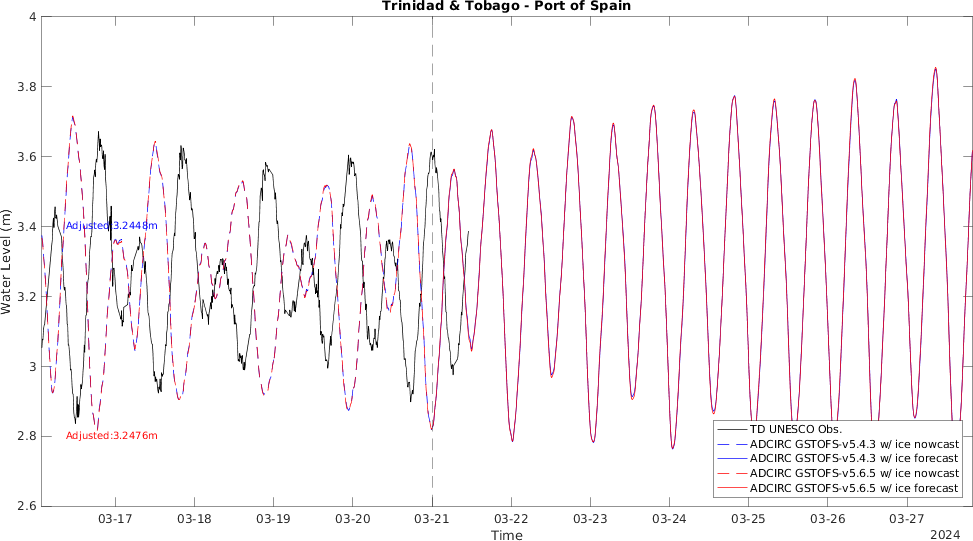 Trinidad & Tobago - Port of Spain
4
3.8
3.6
3.4
3.2
3
2.8
2.6
Water Level (m)
Adjusted:3.2448m
Adjusted:3.2476m
TD UNESCO Obs.
ADCIRC GSTOFS-v5.4.3 w/ ice nowcast
ADCIRC GSTOFS-v5.4.3 w/ ice forecast
ADCIRC GSTOFS-v5.6.5 w/ ice nowcast
ADCIRC GSTOFS-v5.6.5 w/ ice forecast
03-17 03-18 03-19 03-20 03-21 03-22 03-23 03-24 03-25 03-26 03-27
Time
2024